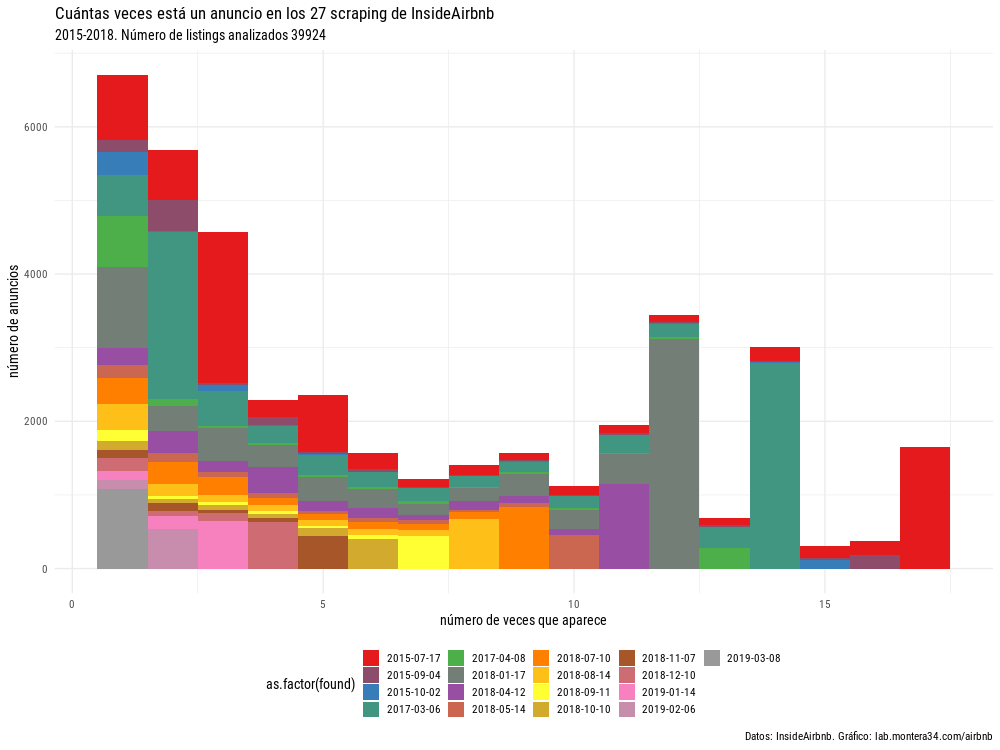 Cuántas veces está un anuncio en los 27 scraping de InsideAirbnb
2015-2018. Número de listings analizados 39924
número de anuncios
6000
4000
2000
0
0 5 10 15
número de veces que aparece
as.factor(found)
2015-07-17 2017-04-08 2018-07-10 2018-11-07 2019-03-08
2015-09-04 2018-01-17 2018-08-14 2018-12-10
2015-10-02 2018-04-12 2018-09-11 2019-01-14
2017-03-06 2018-05-14 2018-10-10 2019-02-06
Datos: InsideAirbnb. Gráfico: lab.montera34.com/airbnb